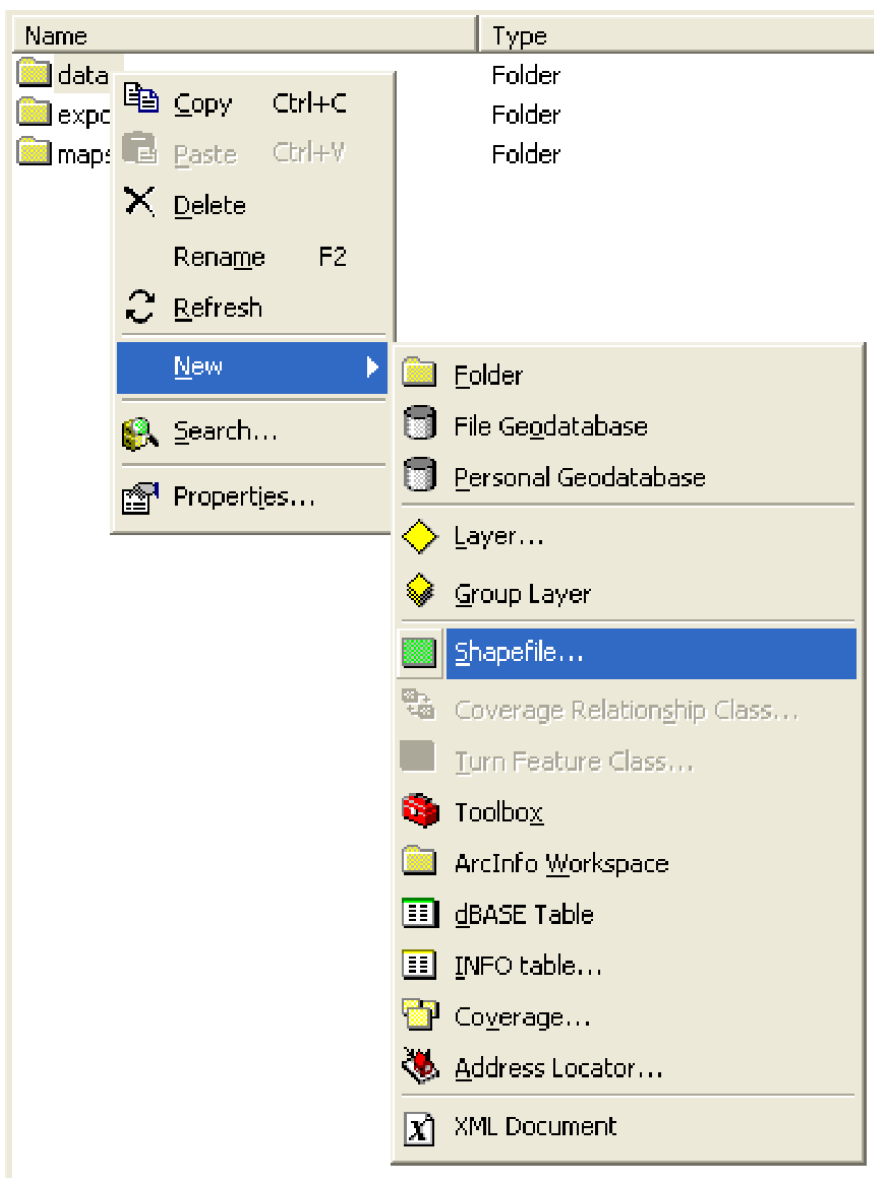 Name Type
data Folder
expo Folder
maps Folder
Copy Ctrl+C
Paste Ctrl+V
Delete
Rename F2
Refresh
New
Search...
Properties...
Folder
File Geodatabase
Personal Geodatabase
Layer...
Group Layer
Shapefile...
Coverage Relationship Class...
Turn Feature Class...
Toolbox
ArcInfo Workspace
dBASE Table
INFO table...
Coverage...
Address Locator...
XML Document